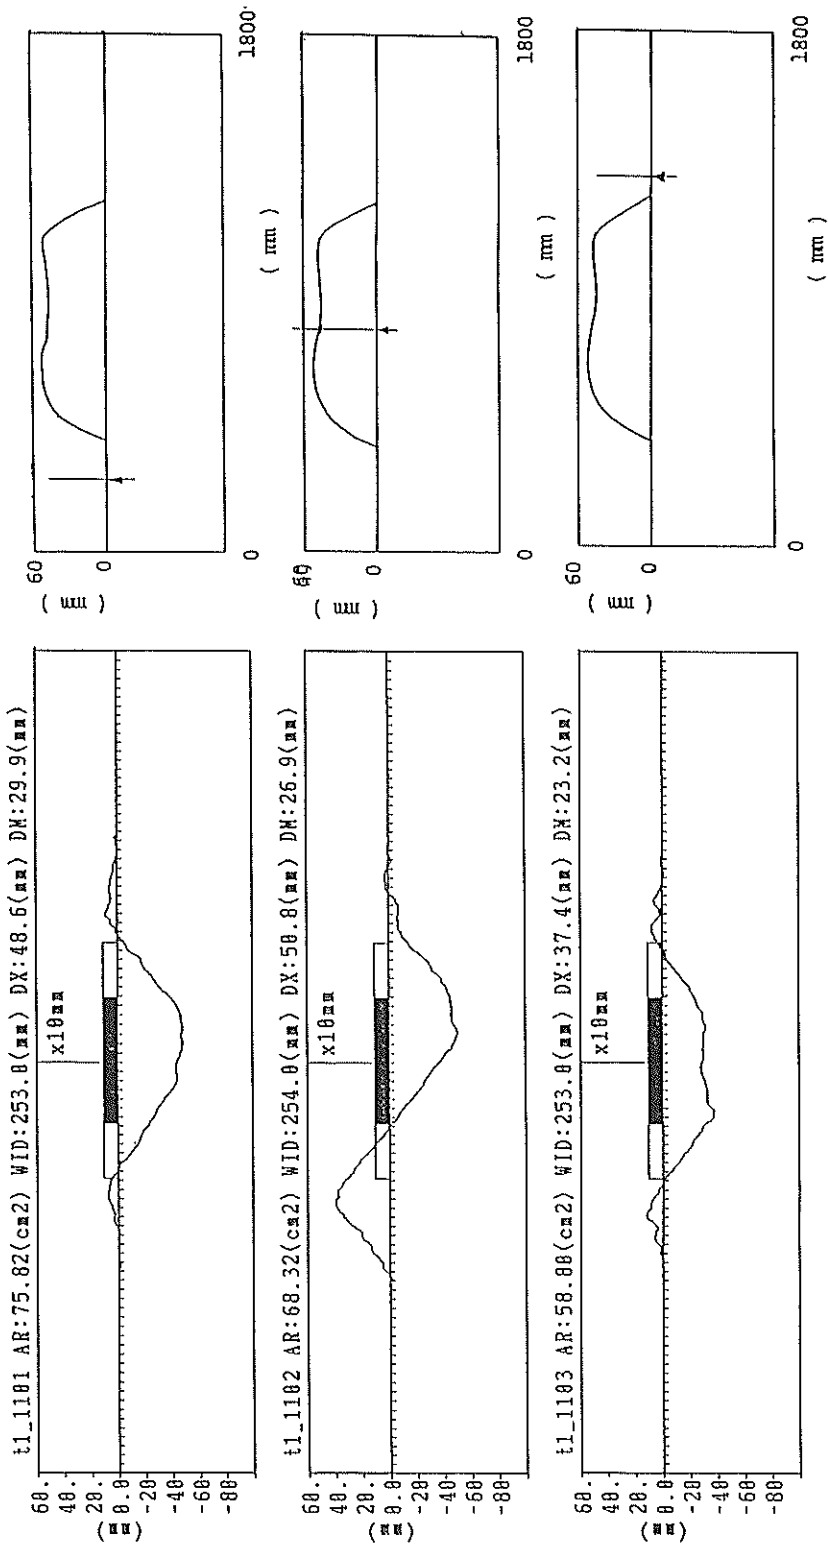 t1_1101 AR:75.82(cm2) WID:253.0(mm) DX:48.6(mm) DM:29.9(mm)
60.
40.
20.
0.0
-20
-40
-60
-80
(mm)
x10mm
60
0
( mm )
0
( mm )
1800
t1_1102 AR:68.32(cm2) WID:254.0(mm) DX:50.8(mm) DM:26.9(mm)
60.
40.
20.
0.0
-20
-40
-60
-80
(mm)
x10mm
0
( mm )
0
( mm )
1800
t1_1103 AR:58.80(cm2) WID:253.0(mm) DX:37.4(mm) DM:23.2(mm)
60.
40.
20.
0.0
-20
-40
-60
-80
(mm)
x10mm
60
0
( mm )
0
( mm )
1800